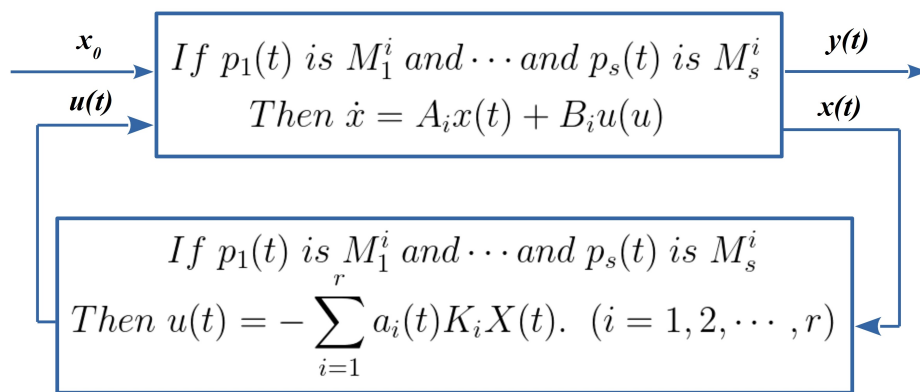 x₀
If p₁(t) is M₁ⁱ and ⋯ and pₛ(t) is Mₛⁱ
y(t)
u(t)
Then ẋ = Aᵢx(t) + Bᵢu(u)
x(t)
If p₁(t) is M₁ⁱ and ⋯ and pₛ(t) is Mₛⁱ
Then u(t) = − ∑ᵢ₌₁ʳ aᵢ(t)KᵢX(t). (i = 1, 2, ⋯ , r)